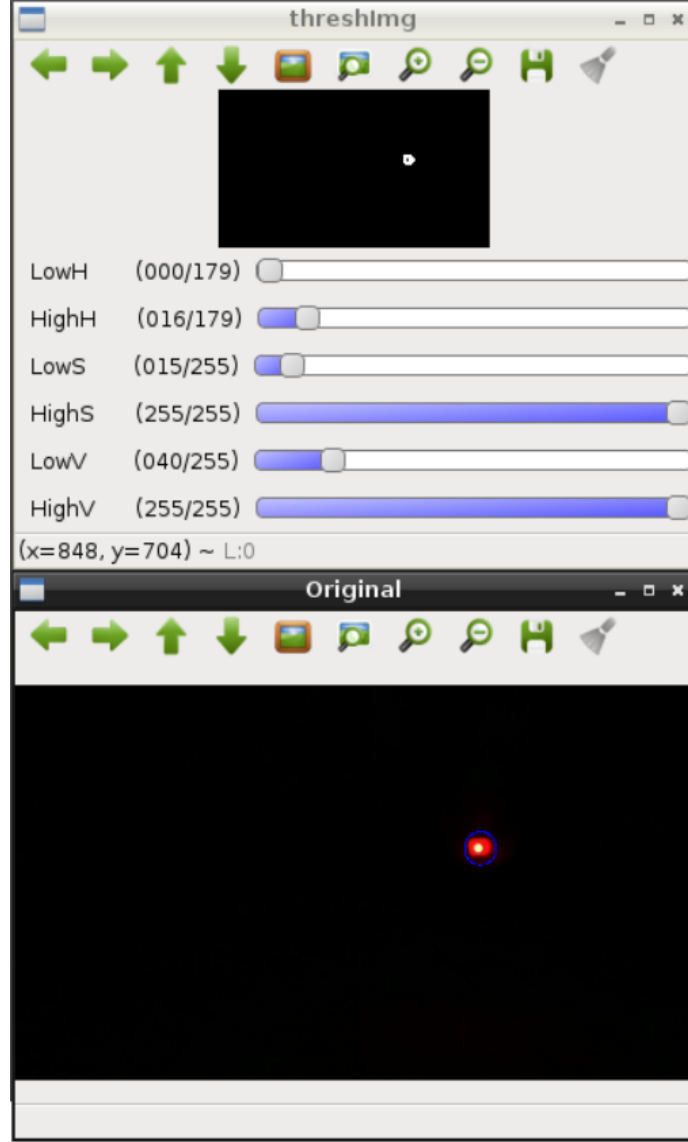 threshImg
LowH (000/179)
HighH (016/179)
LowS (015/255)
HighS (255/255)
LowV (040/255)
HighV (255/255)
(x=848, y=704) ~ L:0
Original